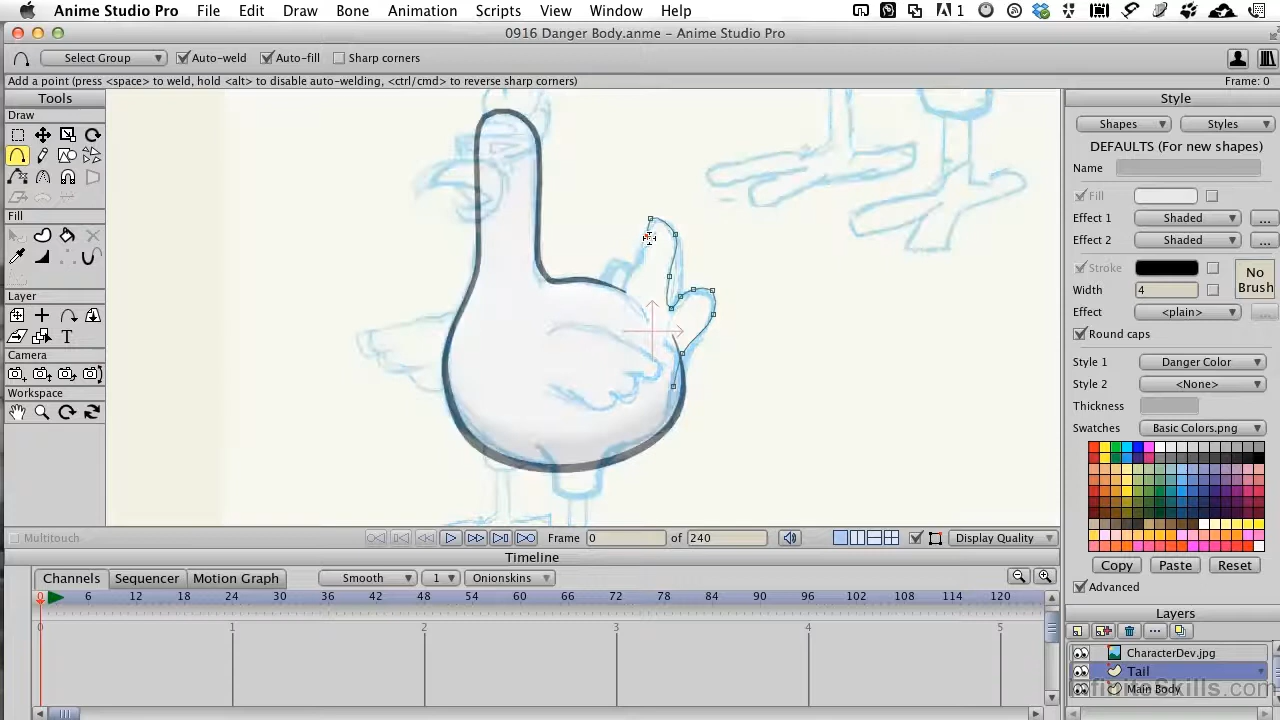 Anime Studio Pro File Edit Draw Bone Animation Scripts View Window Help 1
0916 Danger Body.anme - Anime Studio Pro
Select Group Auto-weld Auto-fill Sharp corners
Add a point (press <space> to weld, hold <alt> to disable auto-welding, <ctrl/cmd> to reverse sharp corners) Frame: 0
Tools
Draw
Fill
Layer
T
Camera
Workspace
Style
Shapes Styles
DEFAULTS (For new shapes)
Name
Fill
Effect 1 Shaded ...
Effect 2 Shaded ...
Stroke
No Brush
Width 4
Effect <plain> ...
Round caps
Style 1 Danger Color
Style 2 <None>
Thickness
Swatches Basic Colors.png
Copy Paste Reset
Advanced
Layers
CharacterDev.jpg
Tail
Main Body
InfiniteSkills.com
Multitouch Frame 0 of 240 Display Quality
Timeline
Channels Sequencer Motion Graph Smooth 1 Onionskins
0 6 12 18 24 30 36 42 48 54 60 66 72 78 84 90 96 102 108 114 120
0 1 2 3 4 5